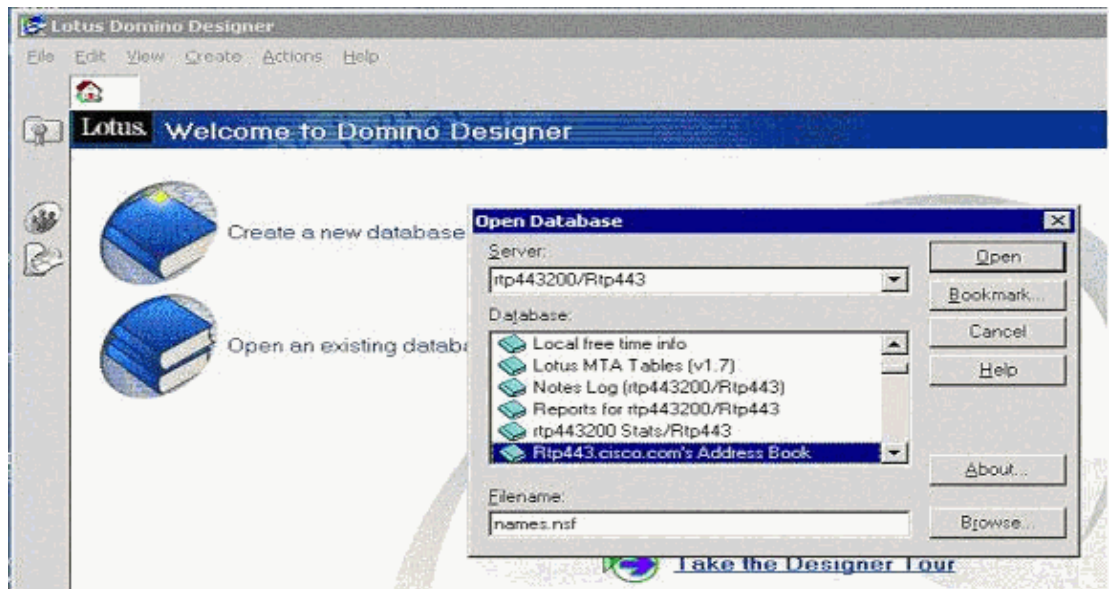 Lotus Domino Designer
File Edit View Create Actions Help
Lotus. Welcome to Domino Designer
Create a new database
Open an existing databa
Open Database
Server:
rtp443200/Rtp443
Database:
Local free time info
Lotus MTA Tables (v1.7)
Notes Log (rtp443200/Rtp443)
Reports for rtp443200/Rtp443
rtp443200 Stats/Rtp443
Rtp443.cisco.com's Address Book
Filename:
names.nsf
Open
Bookmark...
Cancel
Help
About...
Browse...
Take the Designer Tour